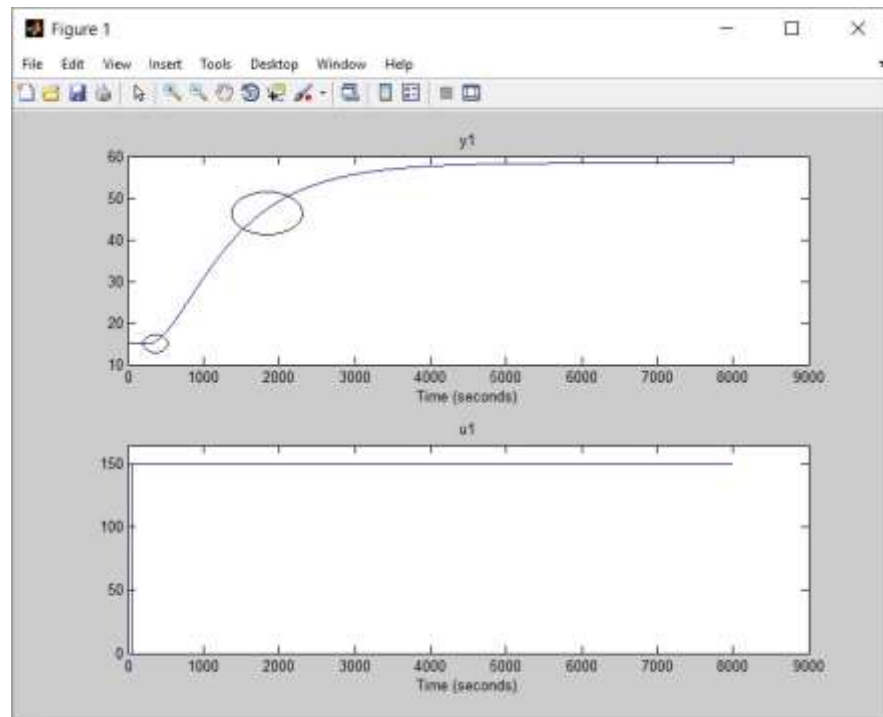 Figure 1
File Edit View Insert Tools Desktop Window Help
y1
60
50
40
30
20
10
0 1000 2000 3000 4000 5000 6000 7000 8000 9000
Time (seconds)
u1
150
100
50
0
0 1000 2000 3000 4000 5000 6000 7000 8000 9000
Time (seconds)